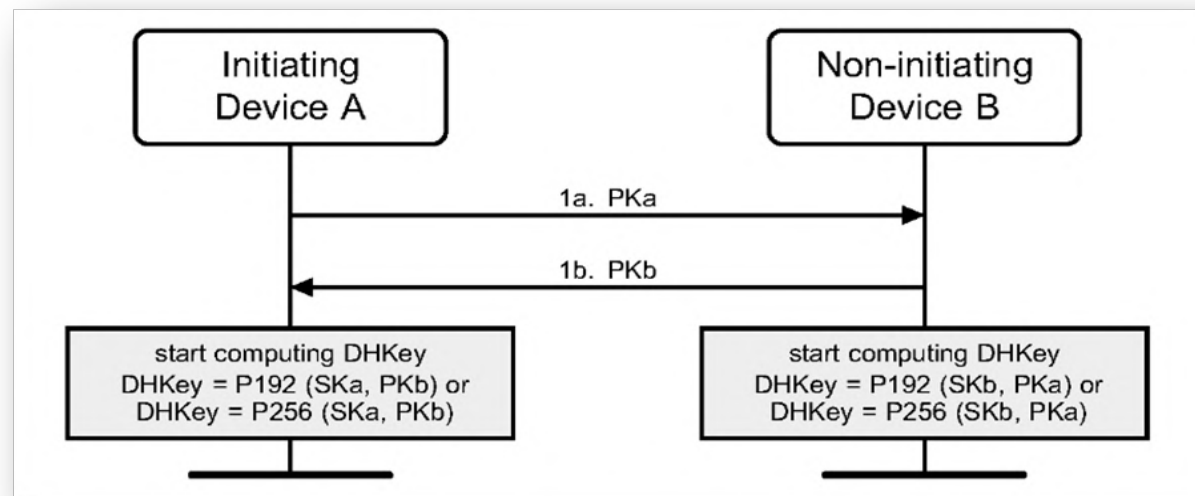 Initiating
Device A
Non-initiating
Device B
1a. PKa
1b. PKb
start computing DHKey
DHKey = P192 (SKa, PKb) or
DHKey = P256 (SKa, PKb)
start computing DHKey
DHKey = P192 (SKb, PKa) or
DHKey = P256 (SKb, PKa)